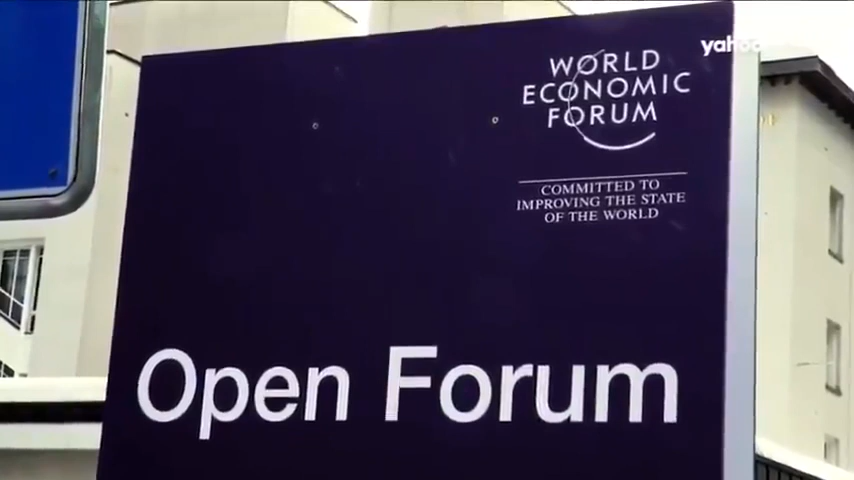 yahoo
WORLD
ECONOMIC
FORUM
COMMITTED TO
IMPROVING THE STATE
OF THE WORLD
Open Forum